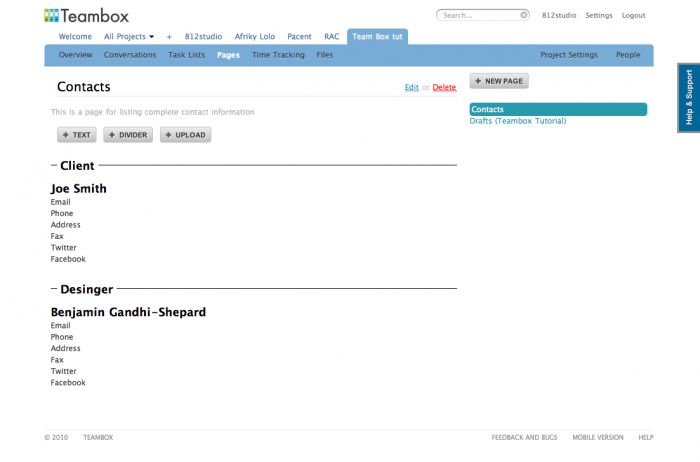 Teambox
Search...
812studio Settings Logout
Welcome All Projects + 812studio Afriky Lolo Pacent RAC Team Box tut
Overview Conversations Task Lists Pages Time Tracking Files Project Settings People
Contacts
Edit or Delete
+ NEW PAGE
Help & Support
This is a page for listing complete contact information
Contacts
Drafts (Teambox Tutorial)
+ TEXT + DIVIDER + UPLOAD
Client
Joe Smith
Email
Phone
Address
Fax
Twitter
Facebook
Desinger
Benjamin Gandhi-Shepard
Email
Phone
Address
Fax
Twitter
Facebook
© 2010 TEAMBOX FEEDBACK AND BUGS MOBILE VERSION HELP